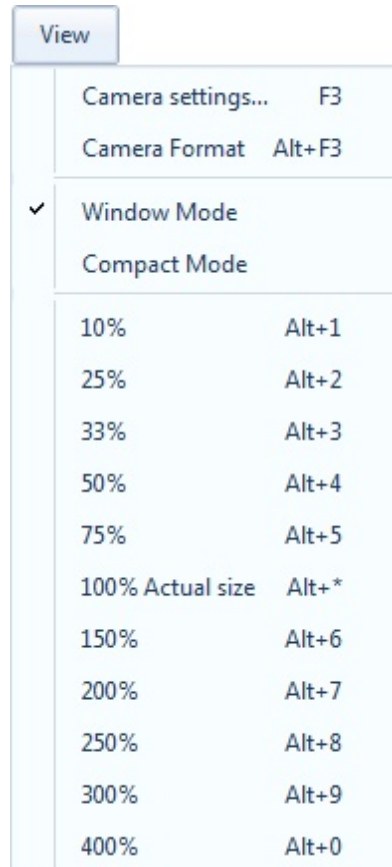 View
Camera settings... F3
Camera Format Alt+F3
Window Mode
Compact Mode
10% Alt+1
25% Alt+2
33% Alt+3
50% Alt+4
75% Alt+5
100% Actual size Alt+*
150% Alt+6
200% Alt+7
250% Alt+8
300% Alt+9
400% Alt+0